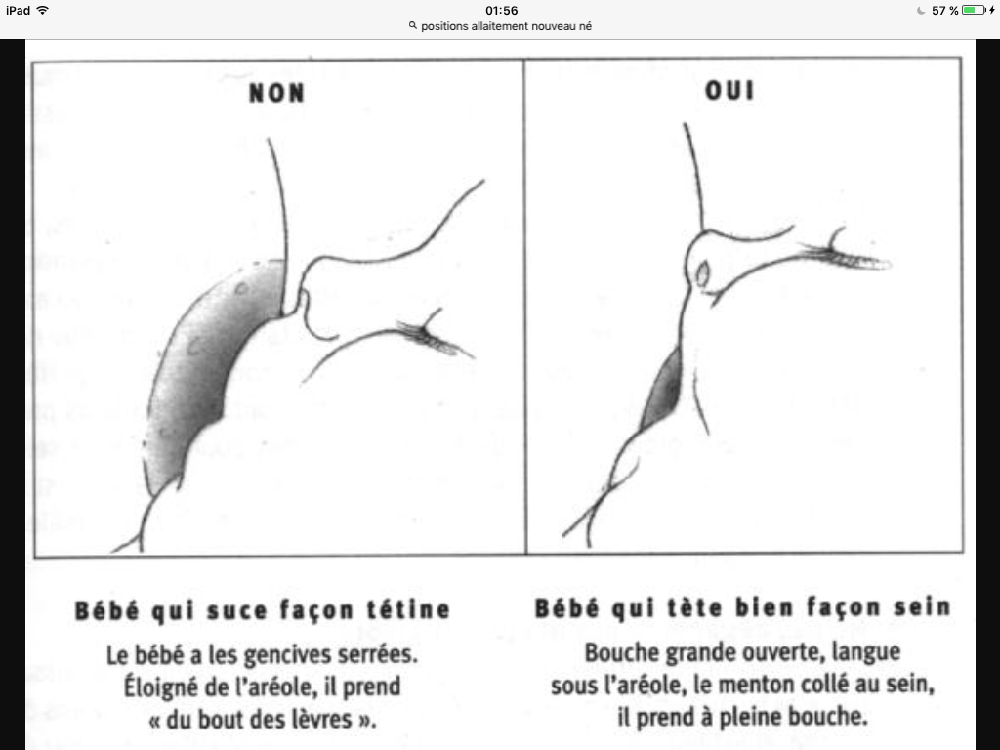 iPad
01:56
57 %
positions allaitement nouveau né
NON
OUI
Bébé qui suce façon tétine
Le bébé a les gencives serrées.
Éloigné de l'aréole, il prend
« du bout des lèvres ».
Bébé qui tète bien façon sein
Bouche grande ouverte, langue
sous l'aréole, le menton collé au sein,
il prend à pleine bouche.